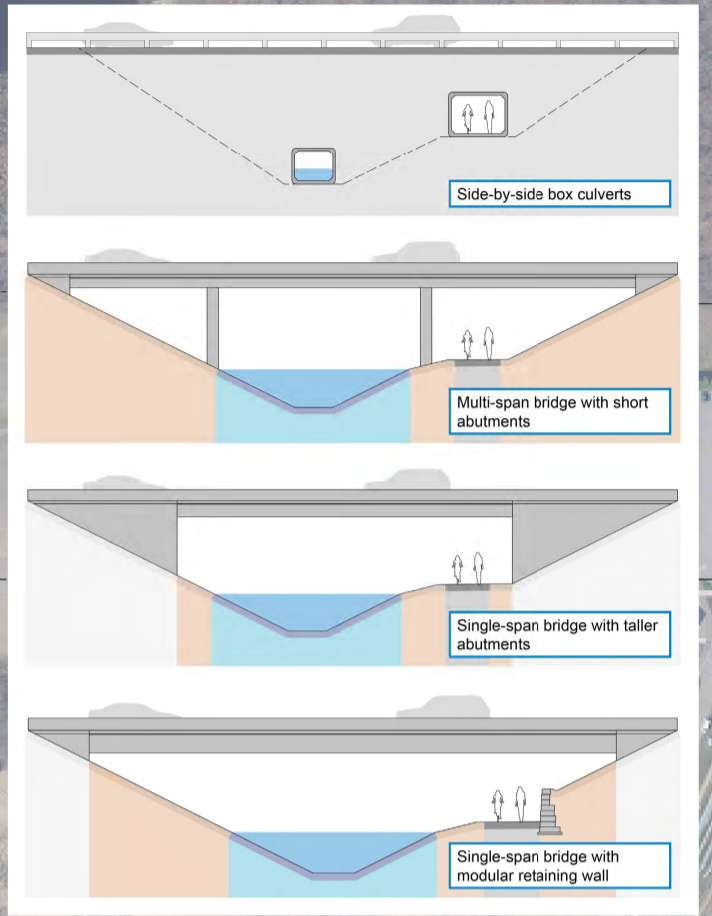 Side-by-side box culverts
Multi-span bridge with short
abutments
Single-span bridge with taller
abutments
Single-span bridge with
modular retaining wall